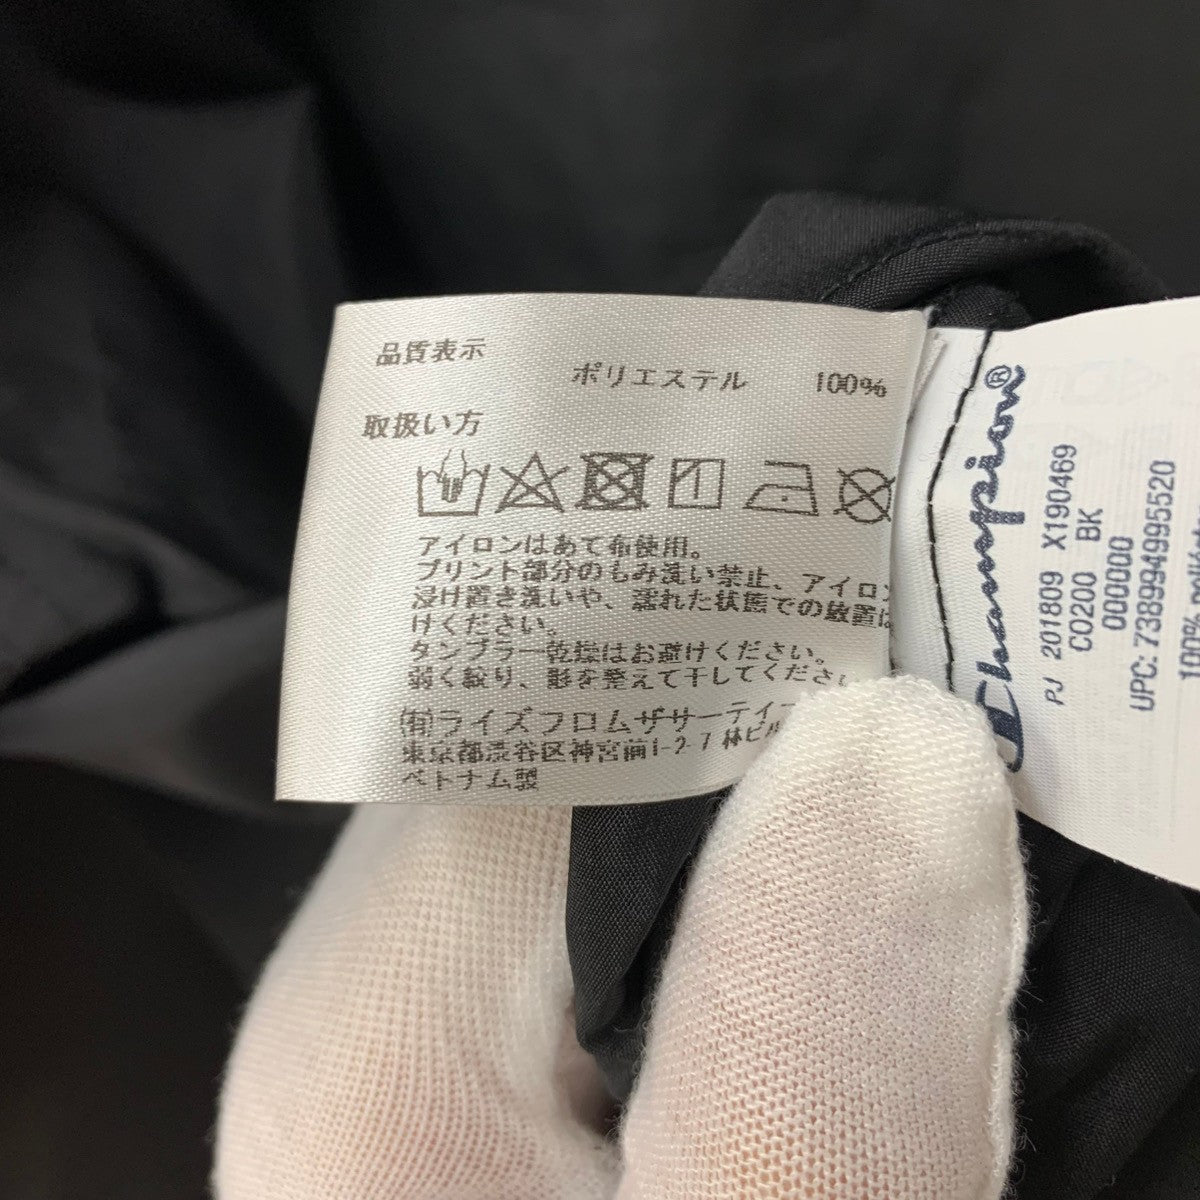 品質表示
ポリエステル 100%
取扱い方
アイロンはあて布使用。
プリント部分のもみ洗い禁止、アイロン
浸け置き洗いや、濡れた状態での放置は
けください。
タンブラー乾燥はお避けください。
弱く絞り、形を整えて干してください
(有)ライズフロムザサーティー
東京都渋谷区神宮前1-2-7 林ビル
ベトナム製
Champion®
PJ 201809 X190469
CO200 BK
000000
UPC: 738994995520
100%